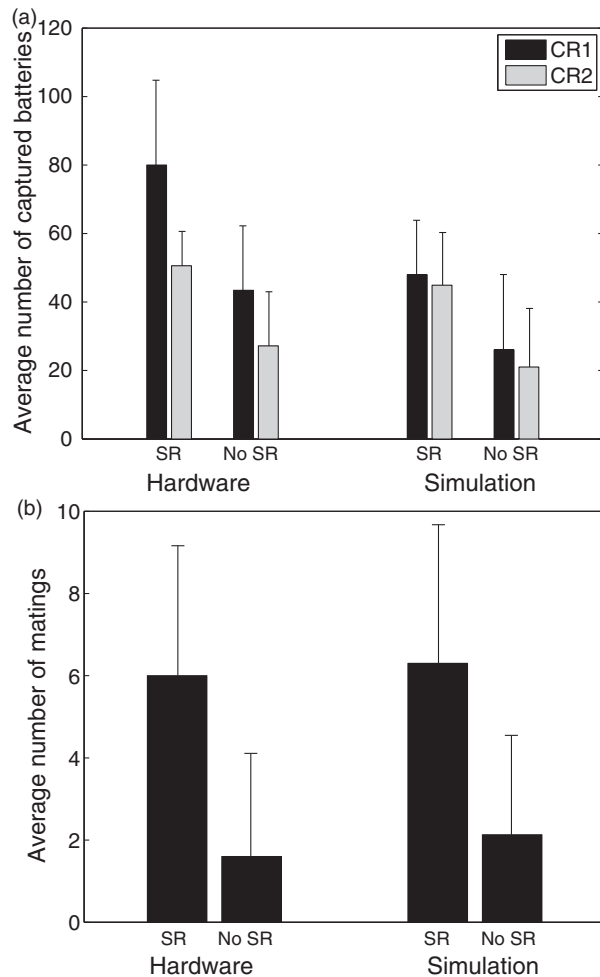 (a)
Average number of captured batteries
120
100
80
60
40
20
0
CR1
CR2
SR No SR SR No SR
Hardware Simulation
(b)
Average number of matings
10
8
6
4
2
0
SR No SR SR No SR
Hardware Simulation